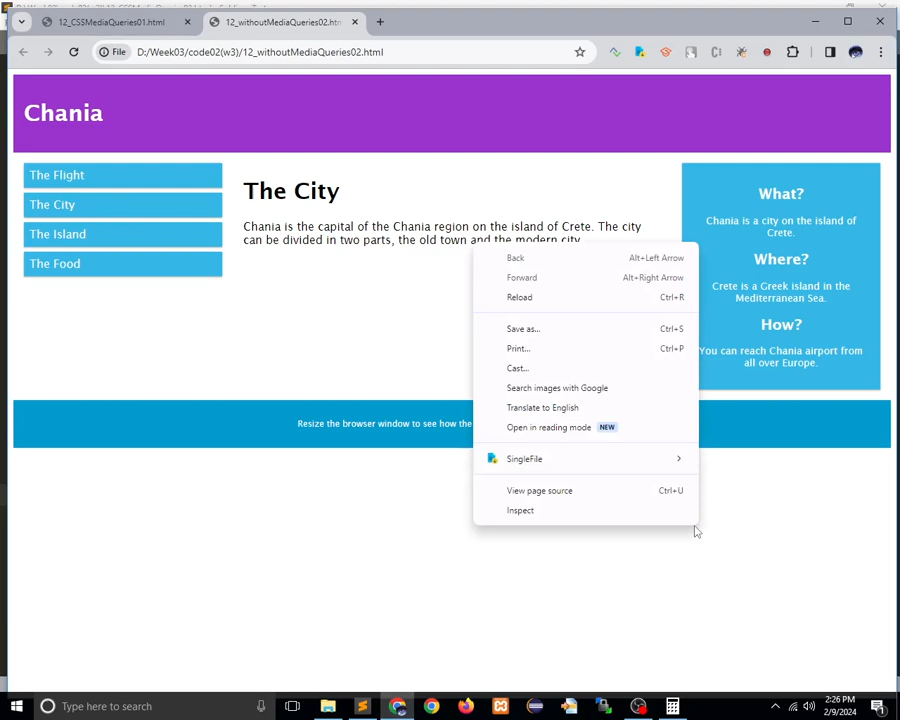 12_CSSMediaQueries01.html
12_withoutMediaQueries02.html
File
D:/Week03/code02(w3)/12_withoutMediaQueries02.html
Chania
The Flight
The City
The Island
The Food
The City
Chania is the capital of the Chania region on the island of Crete. The city
can be divided in two parts, the old town and the modern city.
What?
Chania is a city on the island of
Crete.
Where?
Crete is a Greek island in the
Mediterranean Sea.
How?
You can reach Chania airport from
all over Europe.
Back Alt+Left Arrow
Forward Alt+Right Arrow
Reload Ctrl+R
Save as... Ctrl+S
Print... Ctrl+P
Cast...
Search images with Google
Translate to English
Open in reading mode NEW
SingleFile
View page source Ctrl+U
Inspect
Resize the browser window to see how the
Type here to search
2:26 PM
2/9/2024
1